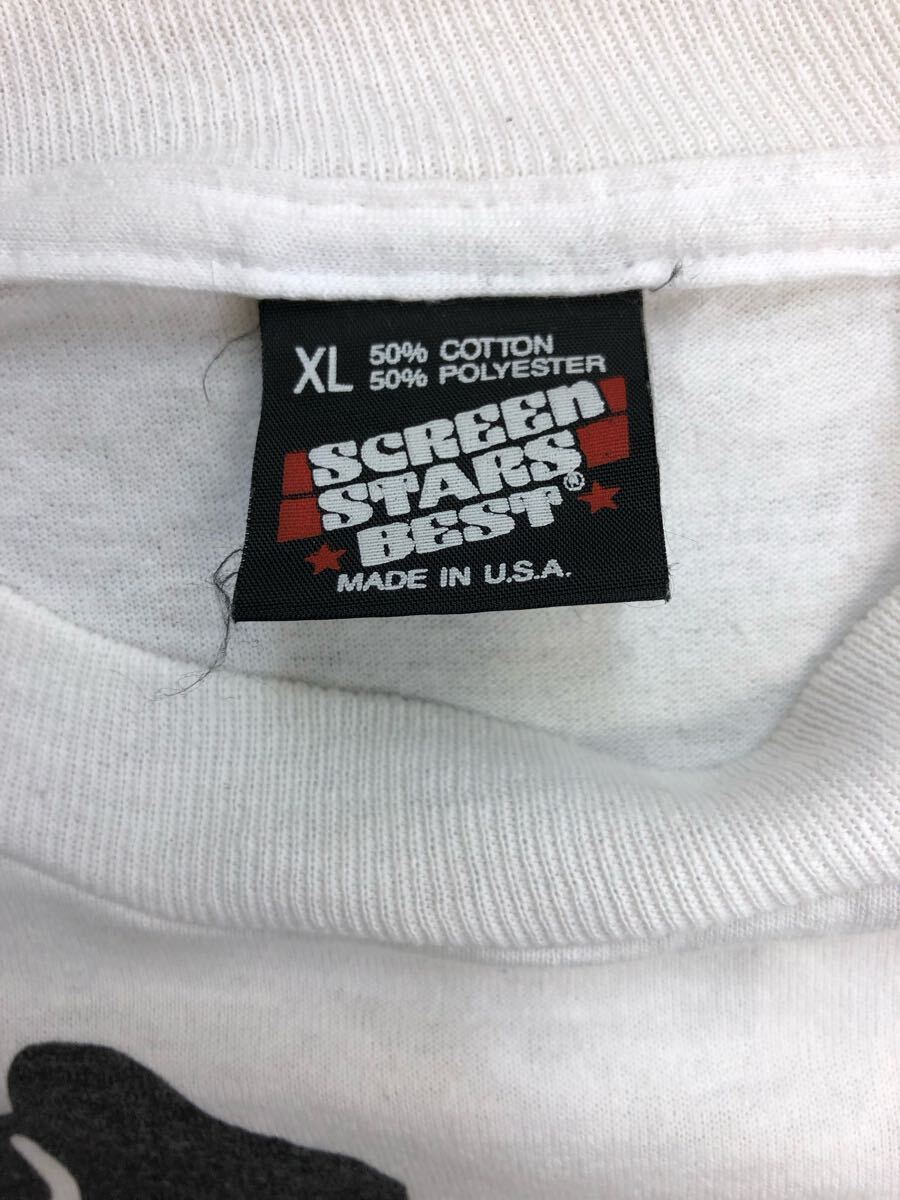 XL 50% COTTON
50% POLYESTER
SCREEn
STARS
BEST®
MADE IN U.S.A.